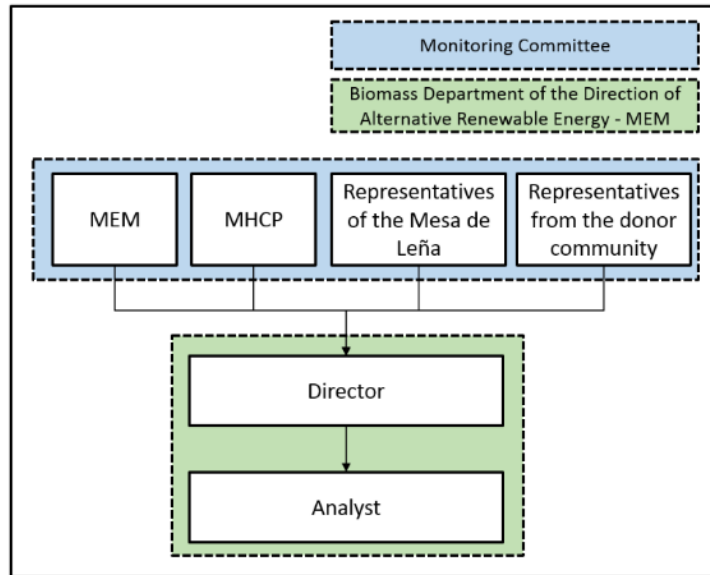 Monitoring Committee
Biomass Department of the Direction of
Alternative Renewable Energy - MEM
MEM
MHCP
Representatives
of the Mesa de
Leña
Representatives
from the donor
community
Director
Analyst